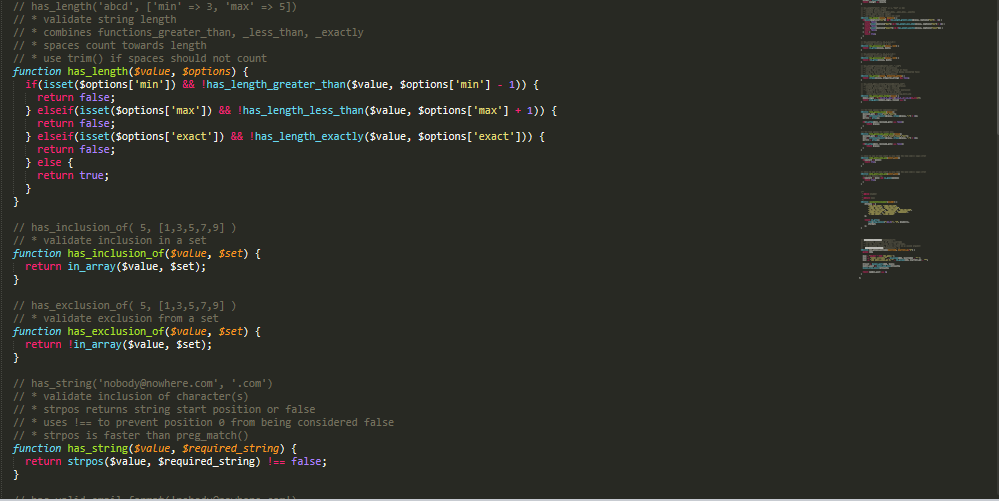 // has_length('abcd', ['min' => 3, 'max' => 5])
// * validate string length
// * combines functions_greater_than, _less_than, _exactly
// * spaces count towards length
// * use trim() if spaces should not count
function has_length($value, $options) {
  if(isset($options['min']) && !has_length_greater_than($value, $options['min'] - 1)) {
    return false;
  } elseif(isset($options['max']) && !has_length_less_than($value, $options['max'] + 1)) {
    return false;
  } elseif(isset($options['exact']) && !has_length_exactly($value, $options['exact'])) {
    return false;
  } else {
    return true;
  }
}

// has_inclusion_of( 5, [1,3,5,7,9] )
// * validate inclusion in a set
function has_inclusion_of($value, $set) {
  return in_array($value, $set);
}

// has_exclusion_of( 5, [1,3,5,7,9] )
// * validate exclusion from a set
function has_exclusion_of($value, $set) {
  return !in_array($value, $set);
}

// has_string('nobody@nowhere.com', '.com')
// * validate inclusion of character(s)
// * strpos returns string start position or false
// * uses !== to prevent position 0 from being considered false
// * strpos is faster than preg_match()
function has_string($value, $required_string) {
  return strpos($value, $required_string) !== false;
}